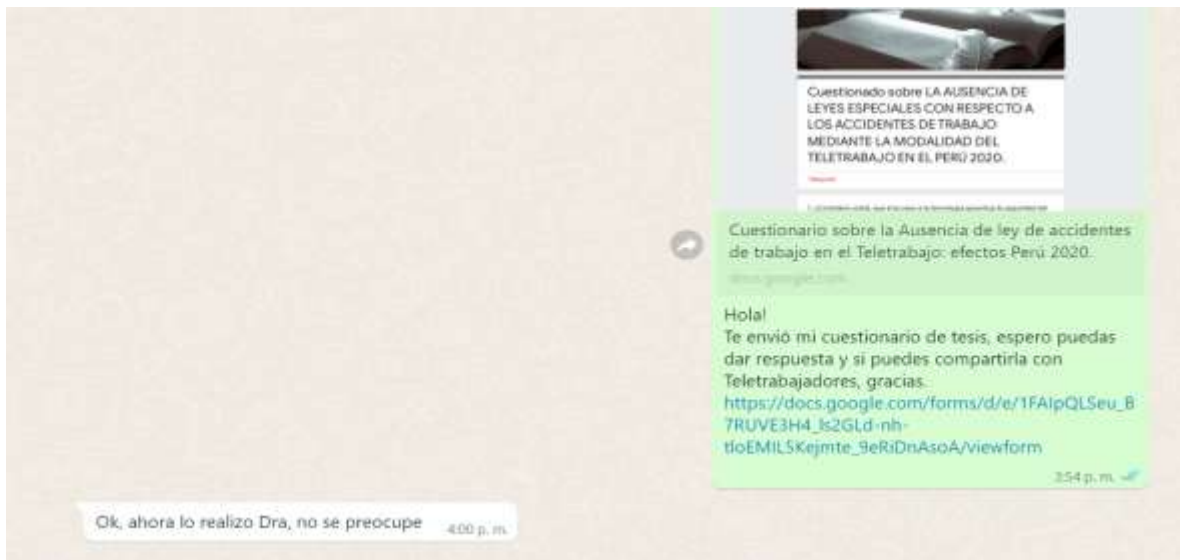 Cuestionado sobre LA AUSENCIA DE
LEYES ESPECIALES CON RESPECTO A
LOS ACCIDENTES DE TRABAJO
MEDIANTE LA MODALIDAD DEL
TELETRABAJO EN EL PERÚ 2020.
Cuestionario sobre la Ausencia de ley de accidentes
de trabajo en el Teletrabajo: efectos Perú 2020.
docs.google.com
Hola!
Te envió mi cuestionario de tesis, espero puedas
dar respuesta y si puedes compartirla con
Teletrabajadores, gracias.
https://docs.google.com/forms/d/e/1FAIpQLSeu_B
7RUVE3H4_ls2GLd-nh-
tloEMILSKejmte_9eRiDnAsoA/viewform
3:54 p. m.
Ok, ahora lo realizo Dra, no se preocupe
4:00 p. m.